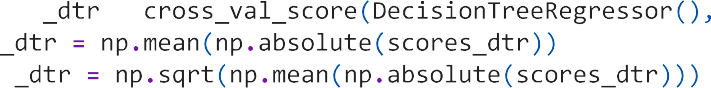 _dtr cross_val_score(DecisionTreeRegressor(),
_dtr = np.mean(np.absolute(scores_dtr))
_dtr = np.sqrt(np.mean(np.absolute(scores_dtr)))